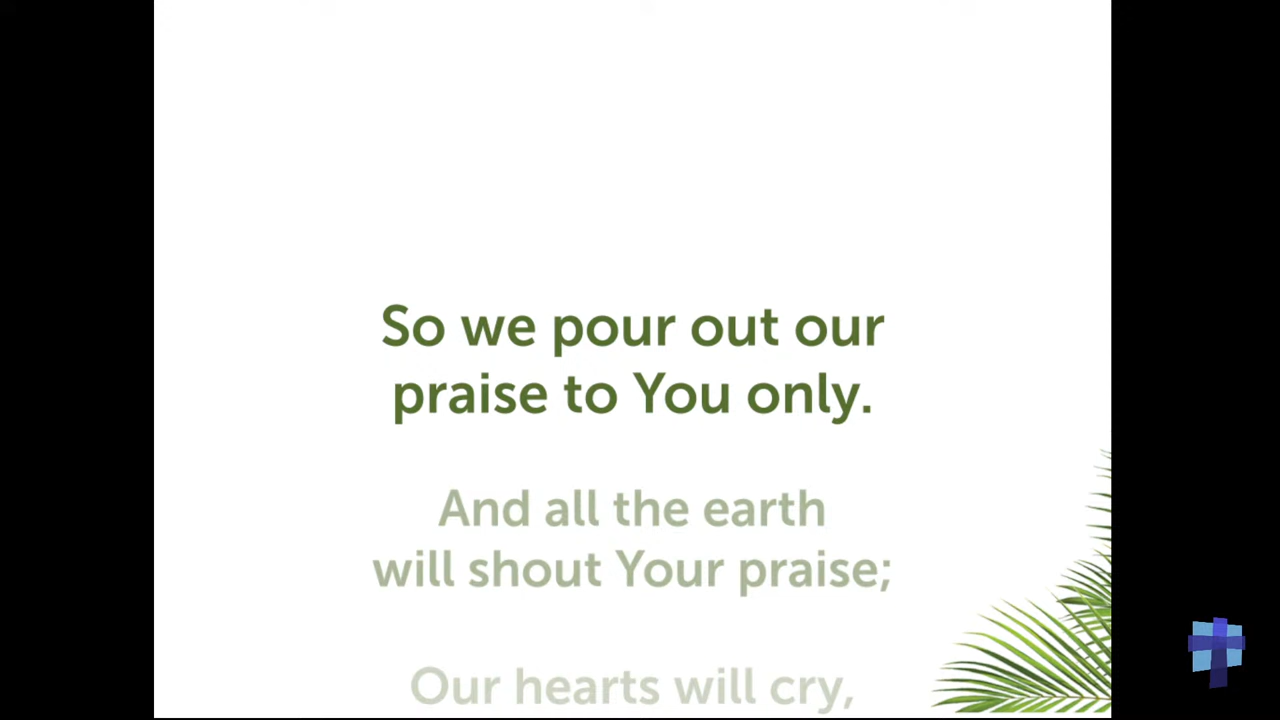 So we pour out our
praise to You only.
And all the earth
will shout Your praise;
Our hearts will cry,